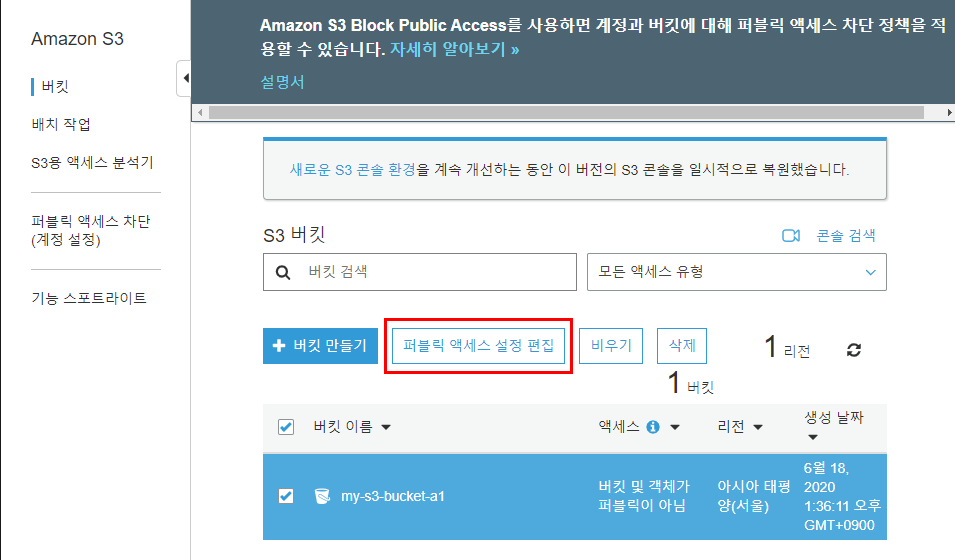 Amazon S3
버킷
배치 작업
S3용 액세스 분석기
퍼블릭 액세스 차단
(계정 설정)
기능 스포트라이트
Amazon S3 Block Public Access를 사용하면 계정과 버킷에 대해 퍼블릭 액세스 차단 정책을 적
용할 수 있습니다. 자세히 알아보기 »
설명서
새로운 S3 콘솔 환경을 계속 개선하는 동안 이 버전의 S3 콘솔을 일시적으로 복원했습니다.
S3 버킷 콘솔 검색
버킷 검색 모든 액세스 유형
버킷 만들기 퍼블릭 액세스 설정 편집 비우기 삭제 1 리전
1 버킷
버킷 이름 액세스 리전 생성 날짜
my-s3-bucket-a1
버킷 및 객체가
퍼블릭이 아님
아시아 태평
양(서울)
6월 18,
2020
1:36:11 오후
GMT+0900